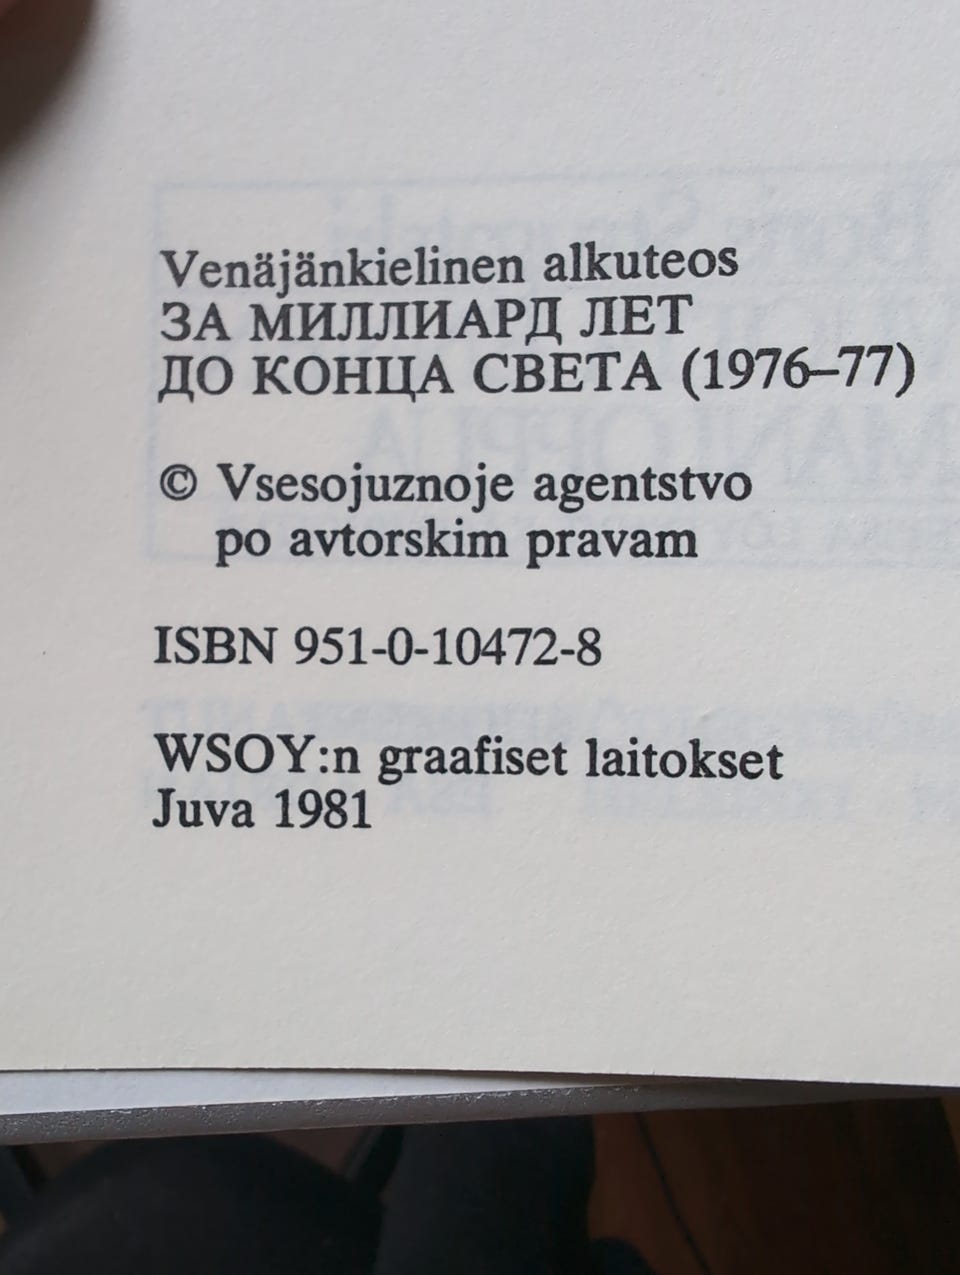 Venäjänkielinen alkuteos
ЗА МИЛЛИАРД ЛЕТ
ДО КОНЦА СВЕТА (1976–77)
© Vsesojuznoje agentstvo
po avtorskim pravam
ISBN 951-0-10472-8
WSOY:n graafiset laitokset
Juva 1981